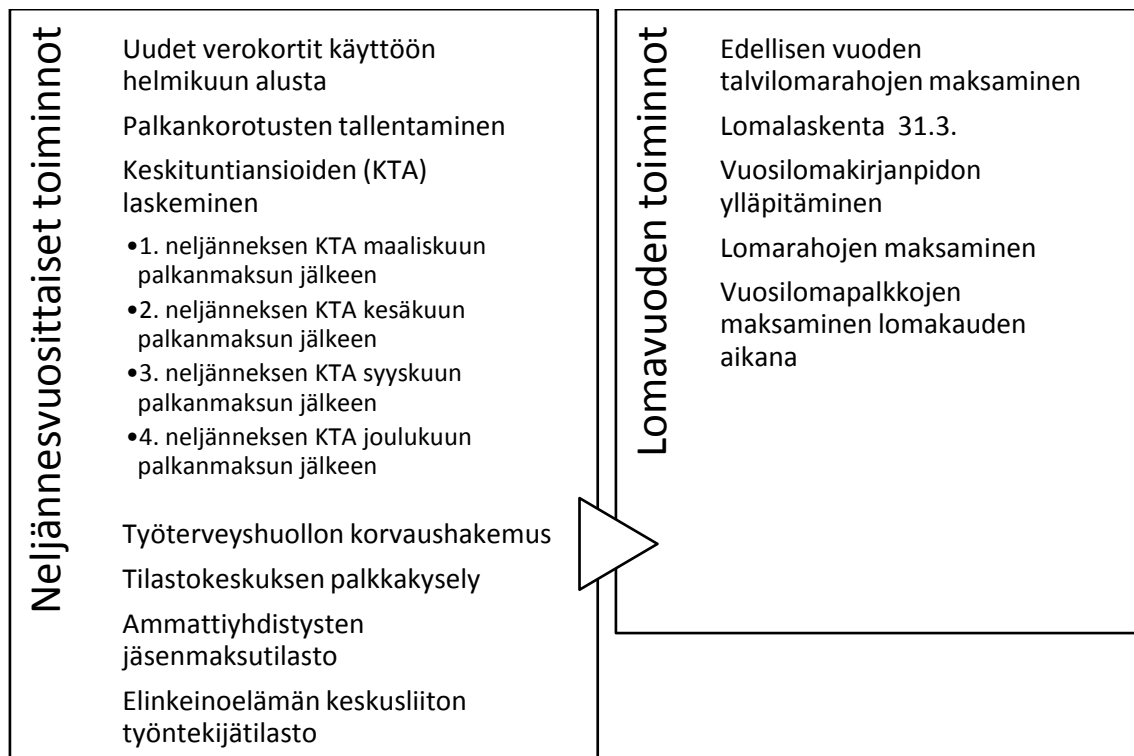 Neljännesvuosittaiset toiminnot
Uudet verokortit käyttöön
helmikuun alusta
Palkankorotusten tallentaminen
Keskituntiansioiden (KTA)
laskeminen
•1. neljänneksen KTA maaliskuun
palkanmaksun jälkeen
•2. neljänneksen KTA kesäkuun
palkanmaksun jälkeen
•3. neljänneksen KTA syyskuun
palkanmaksun jälkeen
•4. neljänneksen KTA joulukuun
palkanmaksun jälkeen
Työterveyshuollon korvaushakemus
Tilastokeskuksen palkkakysely
Ammattiyhdistysten
jäsenmaksutilasto
Elinkeinoelämän keskusliiton
työntekijätilasto
Lomavuoden toiminnot
Edellisen vuoden
talvilomarahojen maksaminen
Lomalaskenta 31.3.
Vuosilomakirjanpidon
ylläpitäminen
Lomarahojen maksaminen
Vuosilomapalkkojen
maksaminen lomakauden
aikana